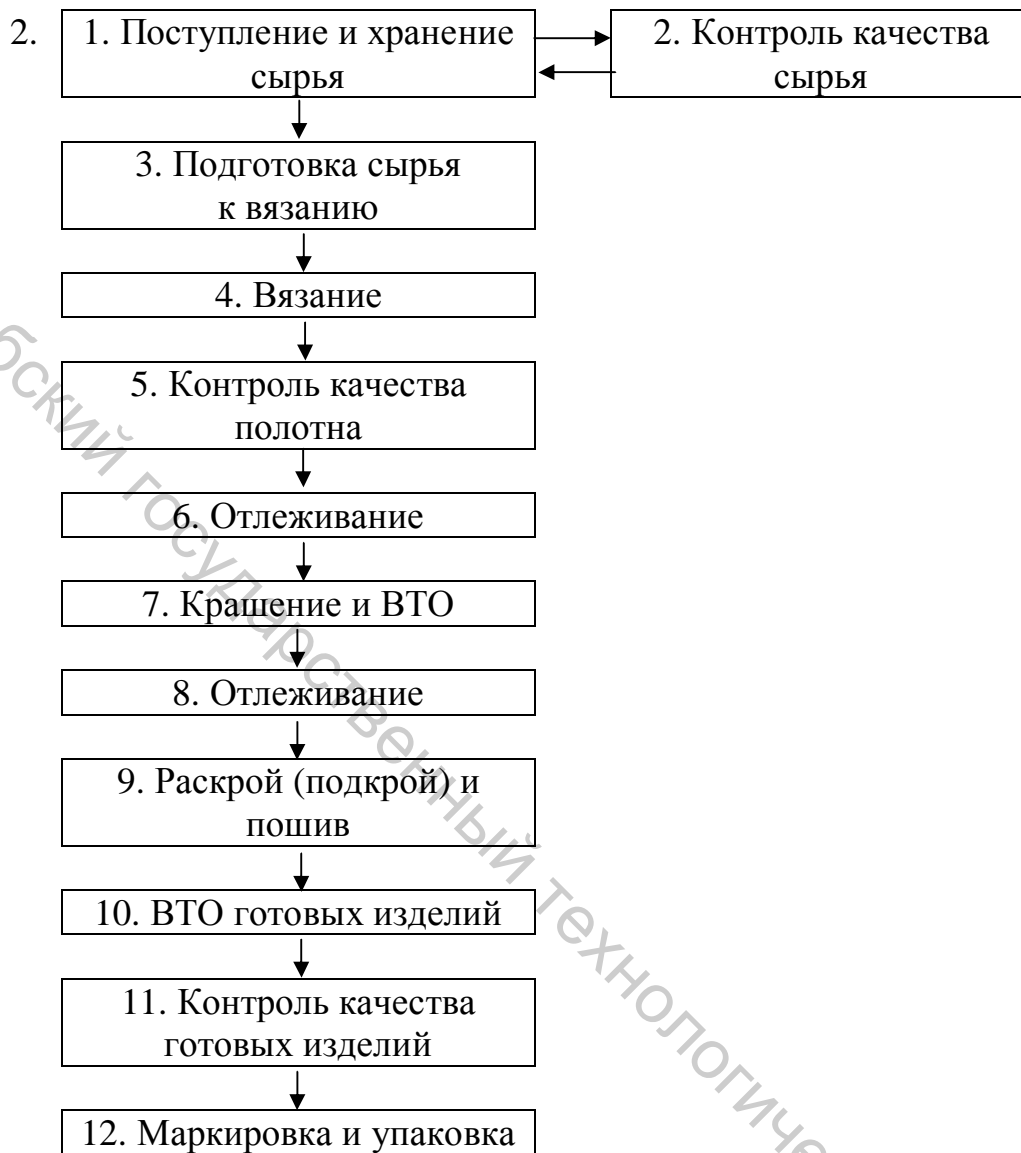 2.
1. Поступление и хранение
сырья
2. Контроль качества
сырья
3. Подготовка сырья
к вязанию
4. Вязание
5. Контроль качества
полотна
6. Отлеживание
7. Крашение и ВТО
8. Отлеживание
9. Раскрой (подкрой) и
пошив
10. ВТО готовых изделий
11. Контроль качества
готовых изделий
12. Маркировка и упаковка
государственный